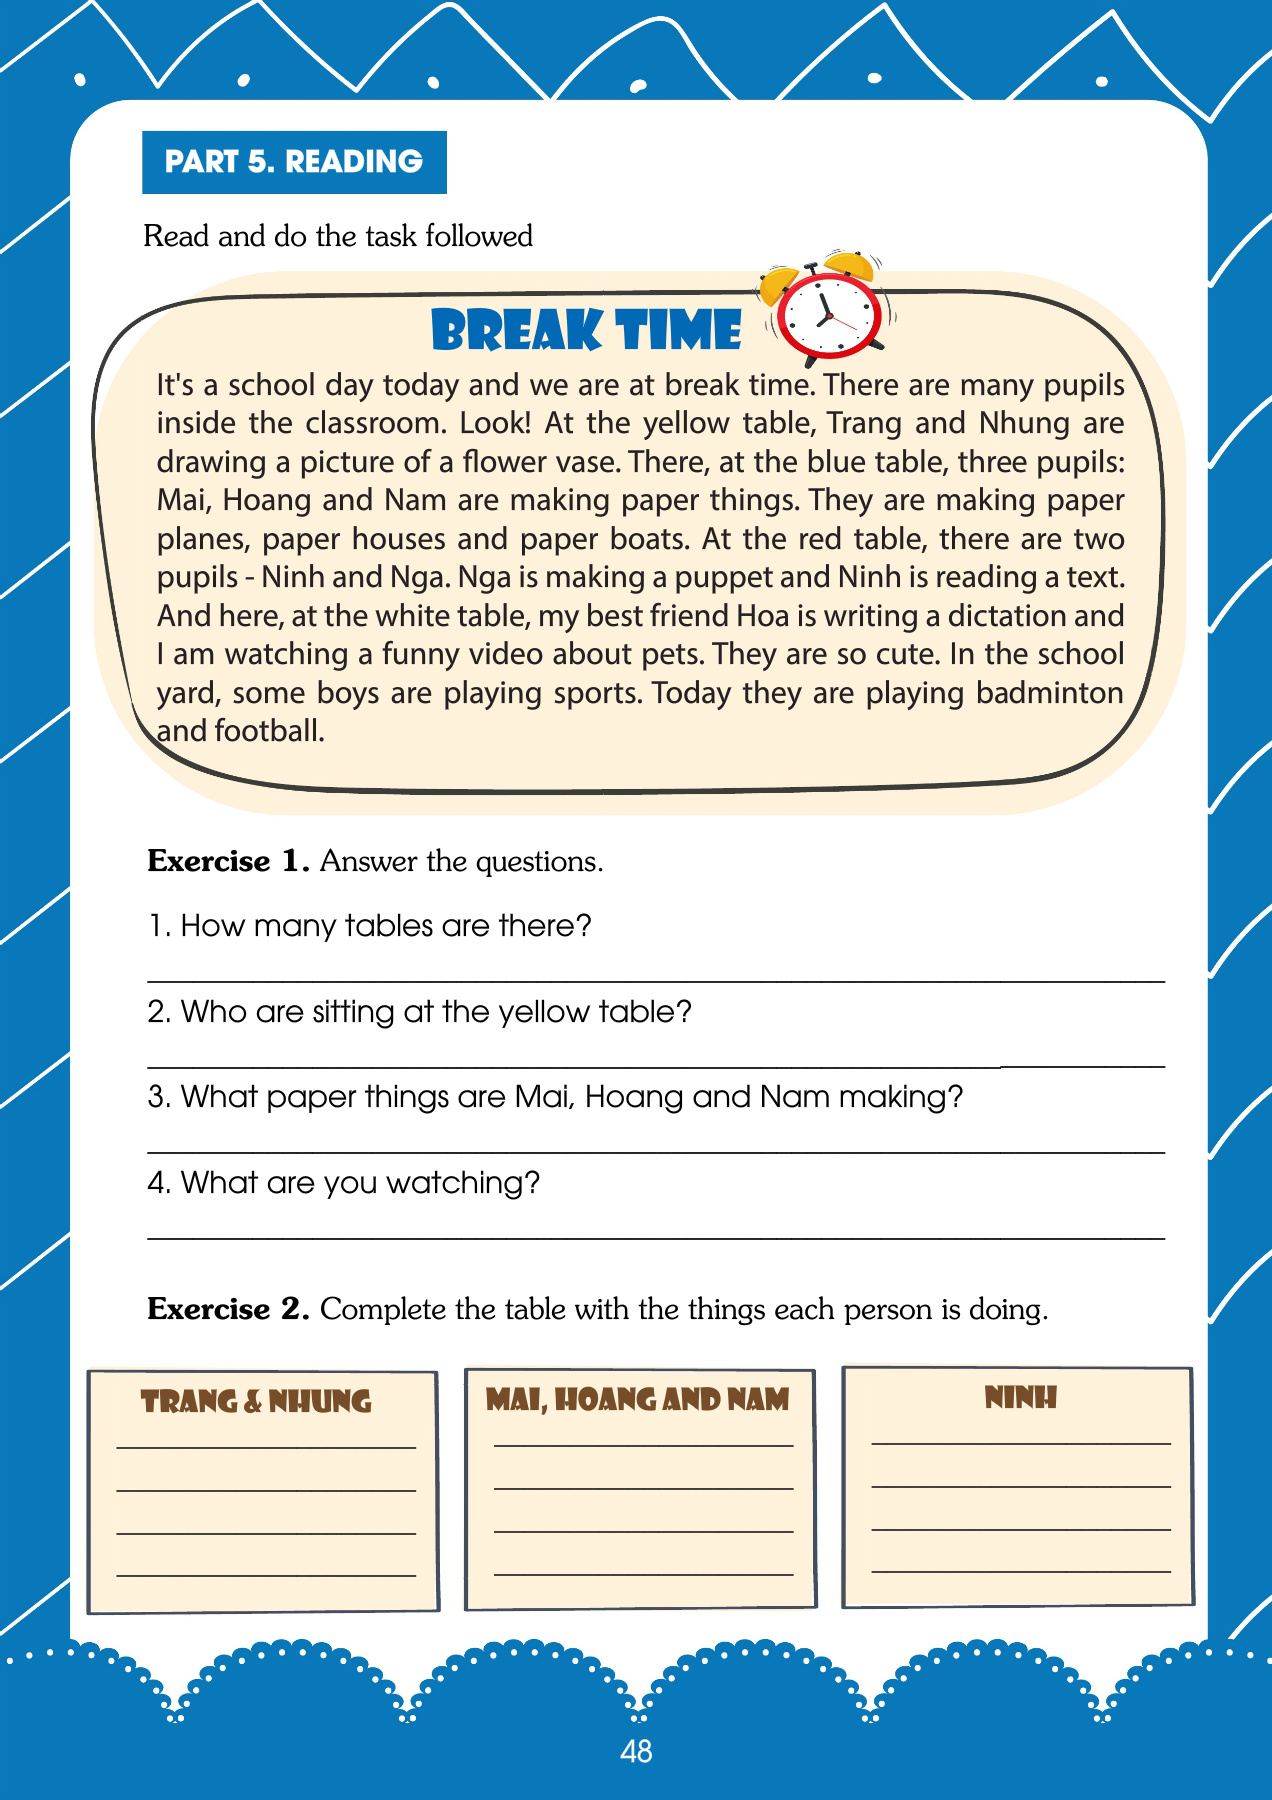 PART 5. READING
Read and do the task followed
BREAK TIME
It's a school day today and we are at break time. There are many pupils
inside the classroom. Look! At the yellow table, Trang and Nhung are
drawing a picture of a flower vase. There, at the blue table, three pupils:
Mai, Hoang and Nam are making paper things. They are making paper
planes, paper houses and paper boats. At the red table, there are two
pupils - Ninh and Nga. Nga is making a puppet and Ninh is reading a text.
And here, at the white table, my best friend Hoa is writing a dictation and
I am watching a funny video about pets. They are so cute. In the school
yard, some boys are playing sports. Today they are playing badminton
and football.
Exercise 1. Answer the questions.
1. How many tables are there?
2. Who are sitting at the yellow table?
3. What paper things are Mai, Hoang and Nam making?
4. What are you watching?
Exercise 2. Complete the table with the things each person is doing.
TRANG & NHUNG
MAI, HOANG AND NAM
NINH
48